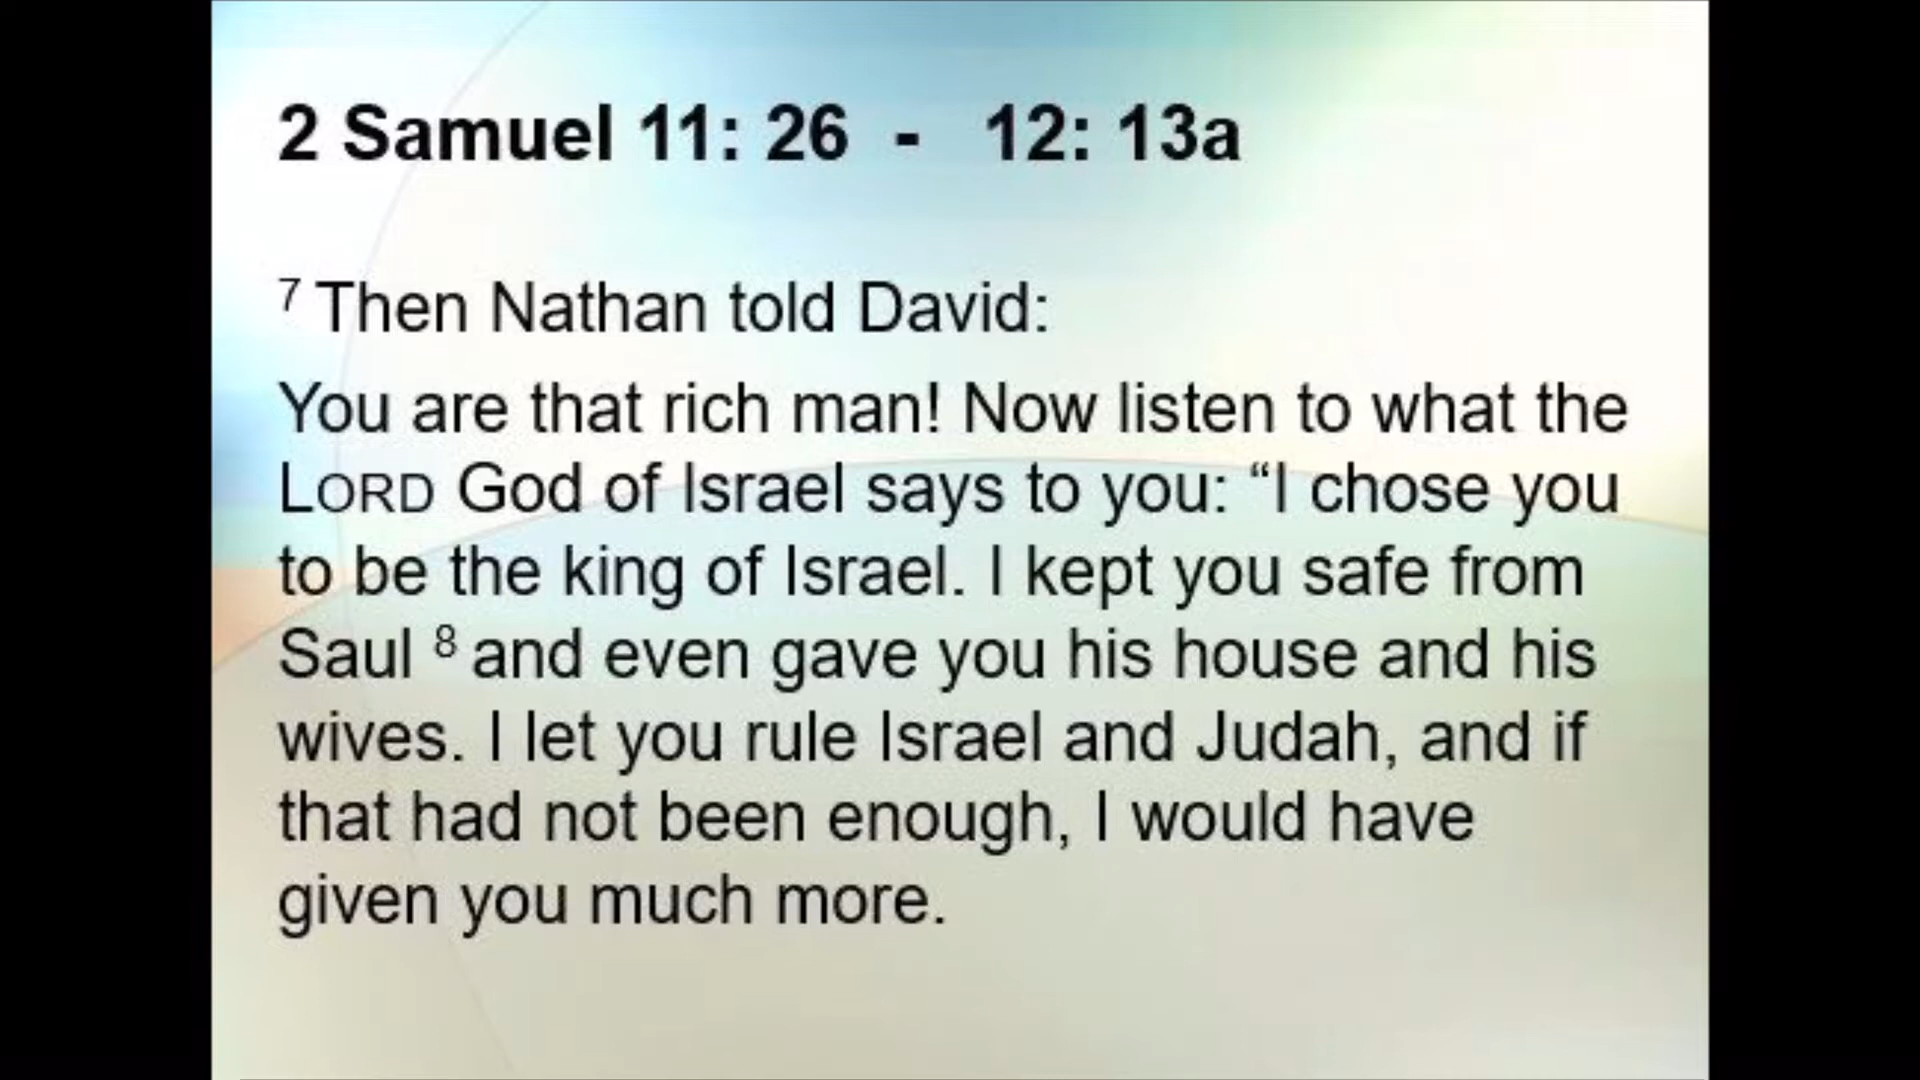 2 Samuel 11: 26  -   12: 13a
⁷ Then Nathan told David:
You are that rich man! Now listen to what the
LORD God of Israel says to you: “I chose you
to be the king of Israel. I kept you safe from
Saul ⁸ and even gave you his house and his
wives. I let you rule Israel and Judah, and if
that had not been enough, I would have
given you much more.